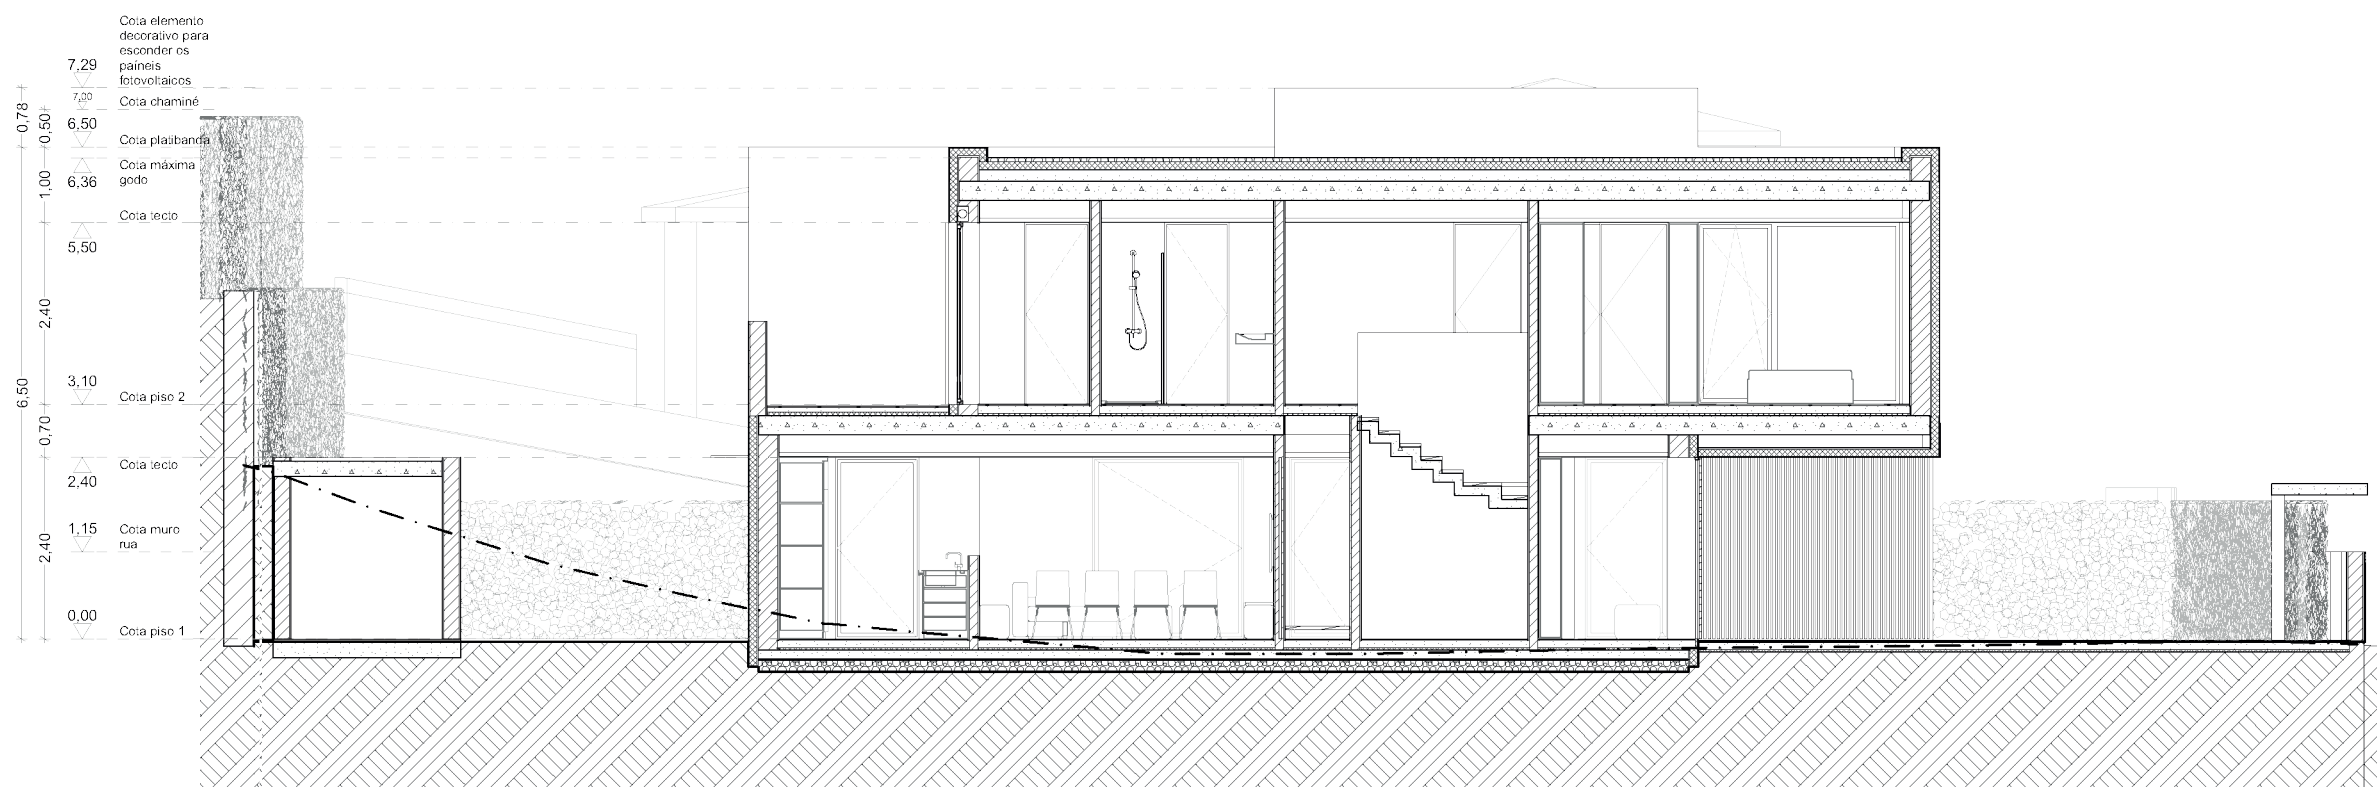 Cota elemento
decorativo para
esconder os
paíneis
fotovoltaicos
7,29
7,00
Cota chaminé
0,78
0,50
6,50
Cota platibanda
Cota máxima
godo
6,36
1,00
Cota tecto
5,50
2,40
3,10
Cota piso 2
6,50
0,70
Cota tecto
2,40
1,15
Cota muro
rua
2,40
0,00
Cota piso 1